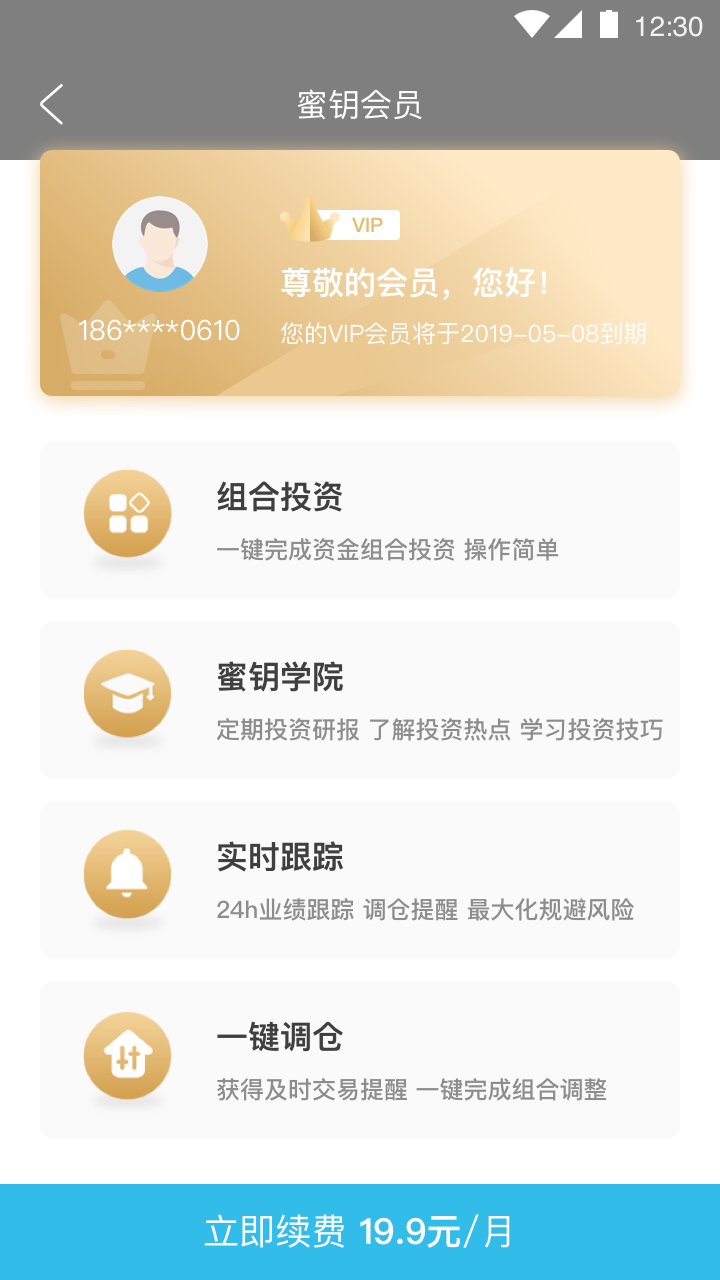 12:30
蜜钥会员
VIP
尊敬的会员，您好！
186****0610
您的VIP会员将于2019-05-08到期
组合投资
一键完成资金组合投资 操作简单
蜜钥学院
定期投资研报 了解投资热点 学习投资技巧
实时跟踪
24h业绩跟踪 调仓提醒 最大化规避风险
一键调仓
获得及时交易提醒 一键完成组合调整
立即续费 19.9元/月